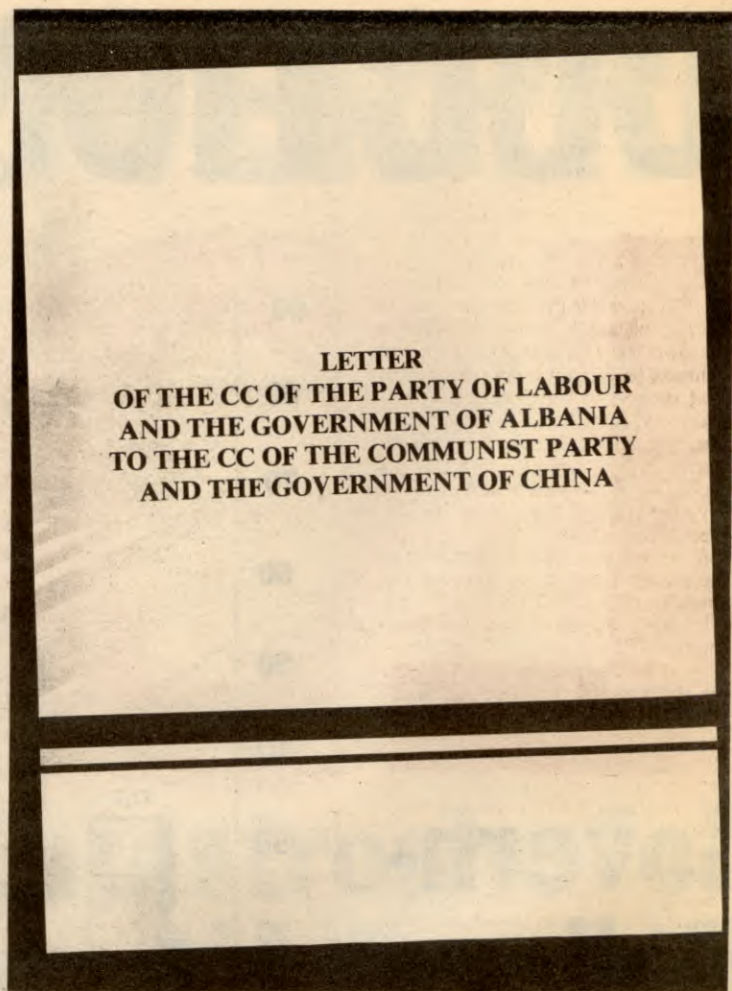 LETTER
OF THE CC OF THE PARTY OF LABOUR
AND THE GOVERNMENT OF ALBANIA
TO THE CC OF THE COMMUNIST PARTY
AND THE GOVERNMENT OF CHINA